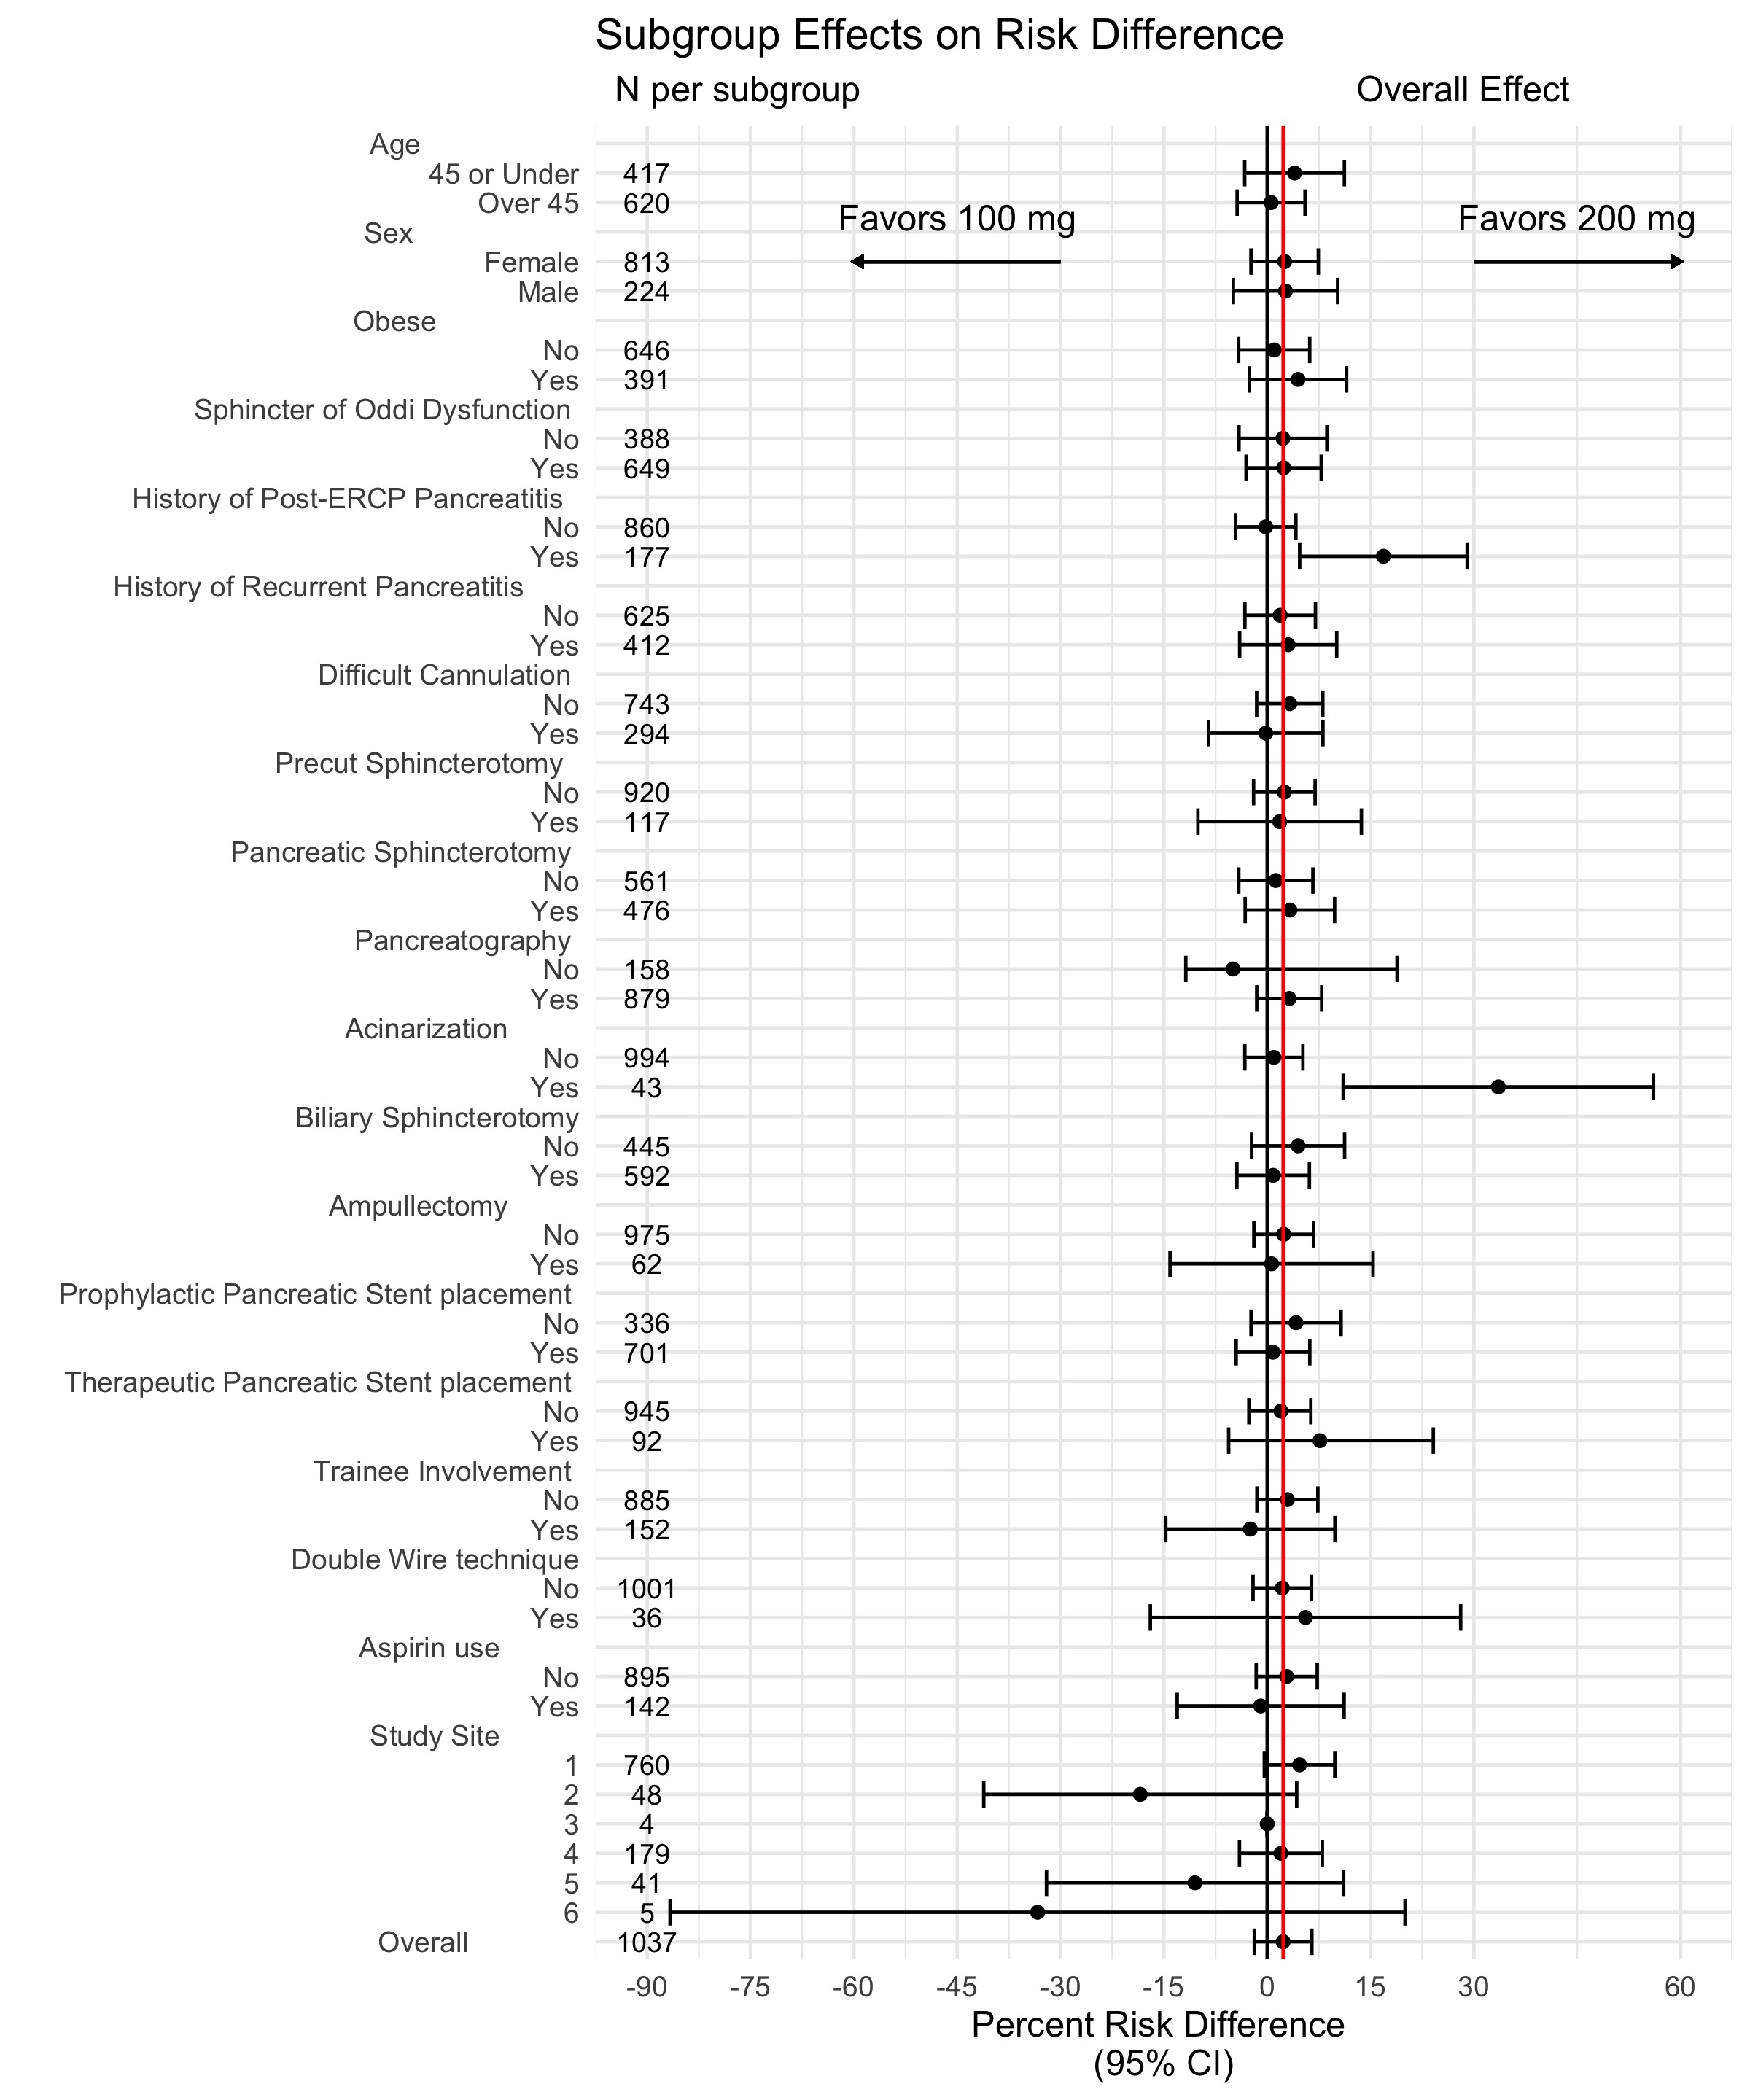 Subgroup Effects on Risk Difference
N per subgroup Overall Effect
Age
45 or Under 417
Over 45 620
Favors 100 mg Favors 200 mg
Sex
Female 813
Male 224
Obese
No 646
Yes 391
Sphincter of Oddi Dysfunction
No 388
Yes 649
History of Post-ERCP Pancreatitis
No 860
Yes 177
History of Recurrent Pancreatitis
No 625
Yes 412
Difficult Cannulation
No 743
Yes 294
Precut Sphincterotomy
No 920
Yes 117
Pancreatic Sphincterotomy
No 561
Yes 476
Pancreatography
No 158
Yes 879
Acinarization
No 994
Yes 43
Biliary Sphincterotomy
No 445
Yes 592
Ampullectomy
No 975
Yes 62
Prophylactic Pancreatic Stent placement
No 336
Yes 701
Therapeutic Pancreatic Stent placement
No 945
Yes 92
Trainee Involvement
No 885
Yes 152
Double Wire technique
No 1001
Yes 36
Aspirin use
No 895
Yes 142
Study Site
1 760
2 48
3 4
4 179
5 41
6 5
Overall 1037
-90 -75 -60 -45 -30 -15 0 15 30 60
Percent Risk Difference
(95% CI)